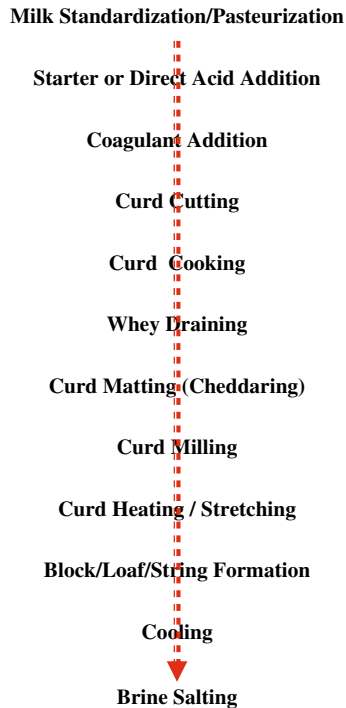 Milk Standardization/Pasteurization
Starter or Direct Acid Addition
Coagulant Addition
Curd Cutting
Curd Cooking
Whey Draining
Curd Matting (Cheddaring)
Curd Milling
Curd Heating / Stretching
Block/Loaf/String Formation
Cooling
Brine Salting